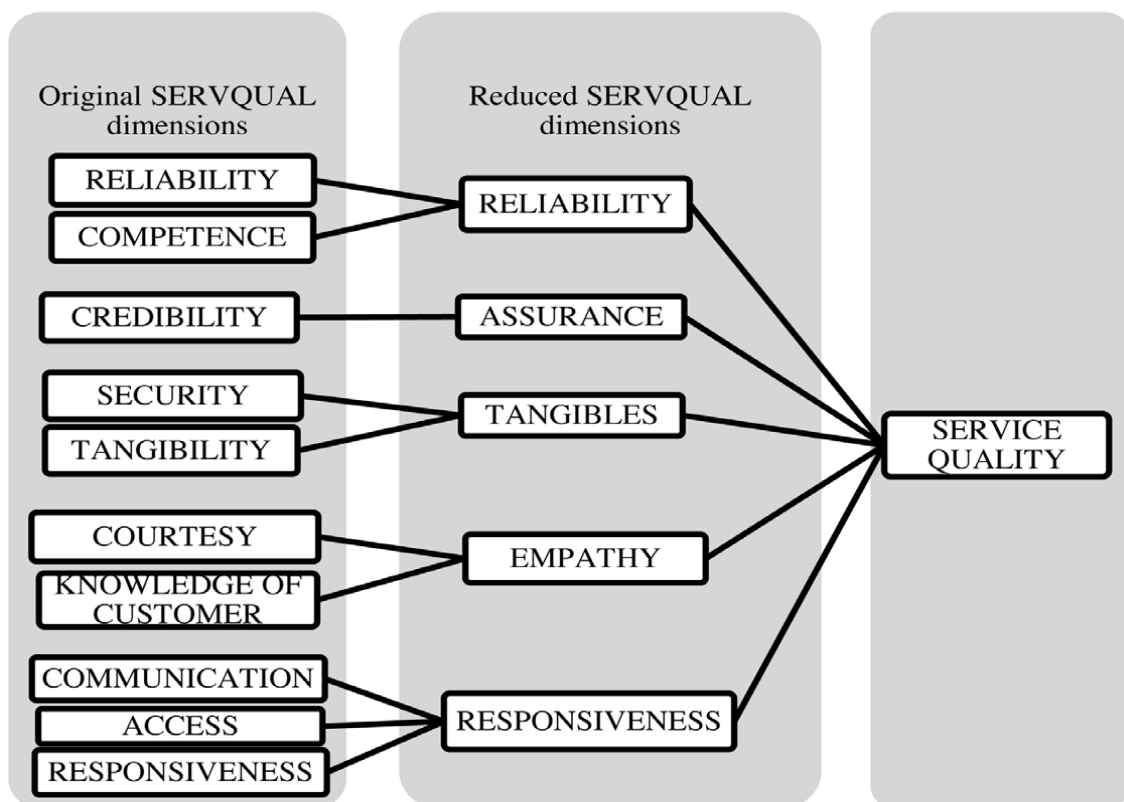 Original SERVQUAL
dimensions
RELIABILITY
COMPETENCE
CREDIBILITY
SECURITY
TANGIBILITY
COURTESY
KNOWLEDGE OF
CUSTOMER
COMMUNICATION
ACCESS
RESPONSIVENESS
Reduced SERVQUAL
dimensions
RELIABILITY
ASSURANCE
TANGIBLES
EMPATHY
RESPONSIVENESS
SERVICE
QUALITY